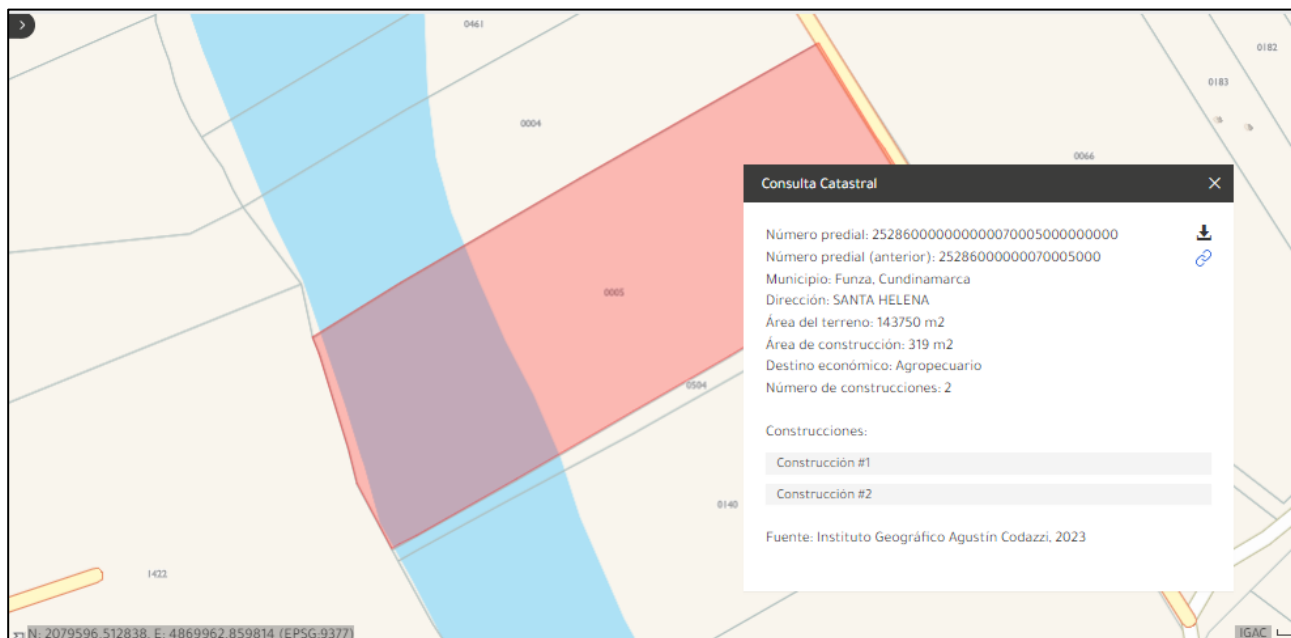 0461
0182
0183
0004
0066
Consulta Catastral
Número predial: 252860000000000070005000000000
Número predial (anterior): 25286000000070005000
Municipio: Funza, Cundinamarca
Dirección: SANTA HELENA
0005
Área del terreno: 143750 m2
Área de construcción: 319 m2
Destino económico: Agropecuario
0504
Número de construcciones: 2
Construcciones:
Construcción #1
Construcción #2
0140
Fuente: Instituto Geográfico Agustín Codazzi, 2023
1422
N: 2079596.512838, E: 4869962.859814 (EPSG:9377)
IGAC